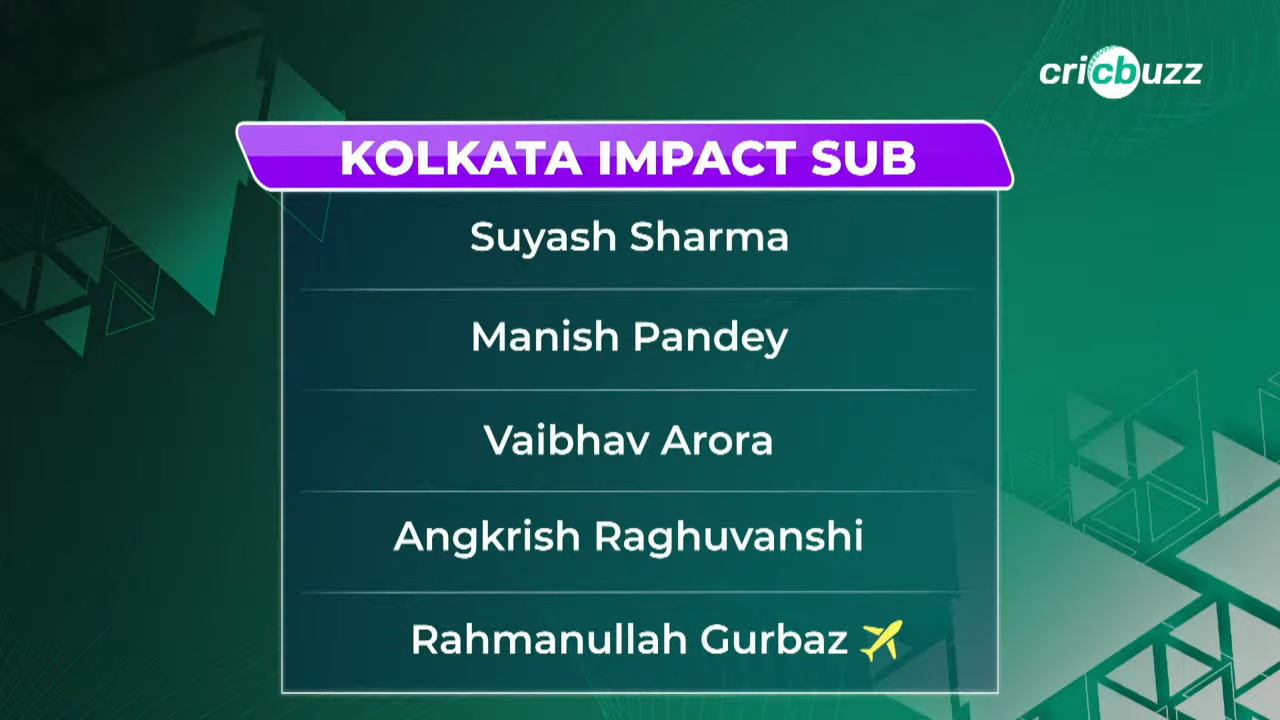 cricbuzz
KOLKATA IMPACT SUB
Suyash Sharma
Manish Pandey
Vaibhav Arora
Angkrish Raghuvanshi
Rahmanullah Gurbaz